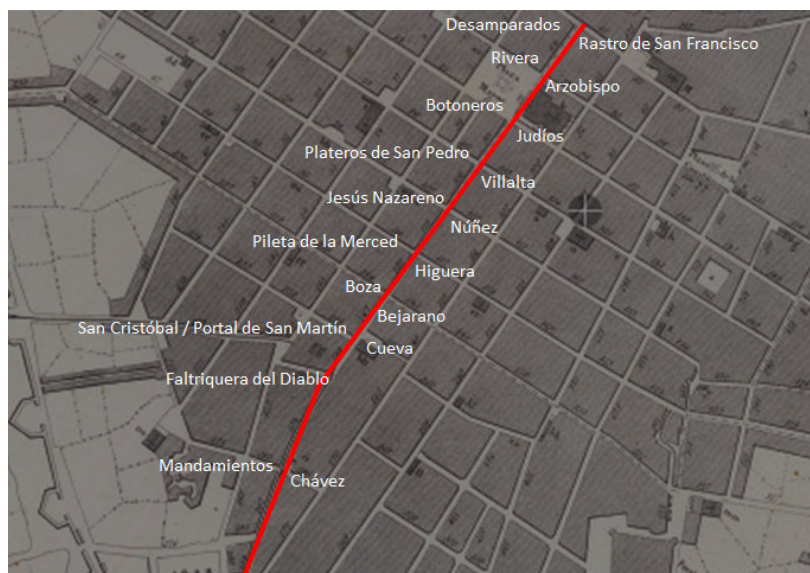 Desamparados
Rastro de San Francisco
Rivera
Arzobispo
Botoneros
Judíos
Plateros de San Pedro
Villalta
Jesús Nazareno
Núñez
Pileta de la Merced
Higuera
Boza
Bejarano
San Cristóbal / Portal de San Martín
Cueva
Faltriquera del Diablo
Mandamientos
Chávez